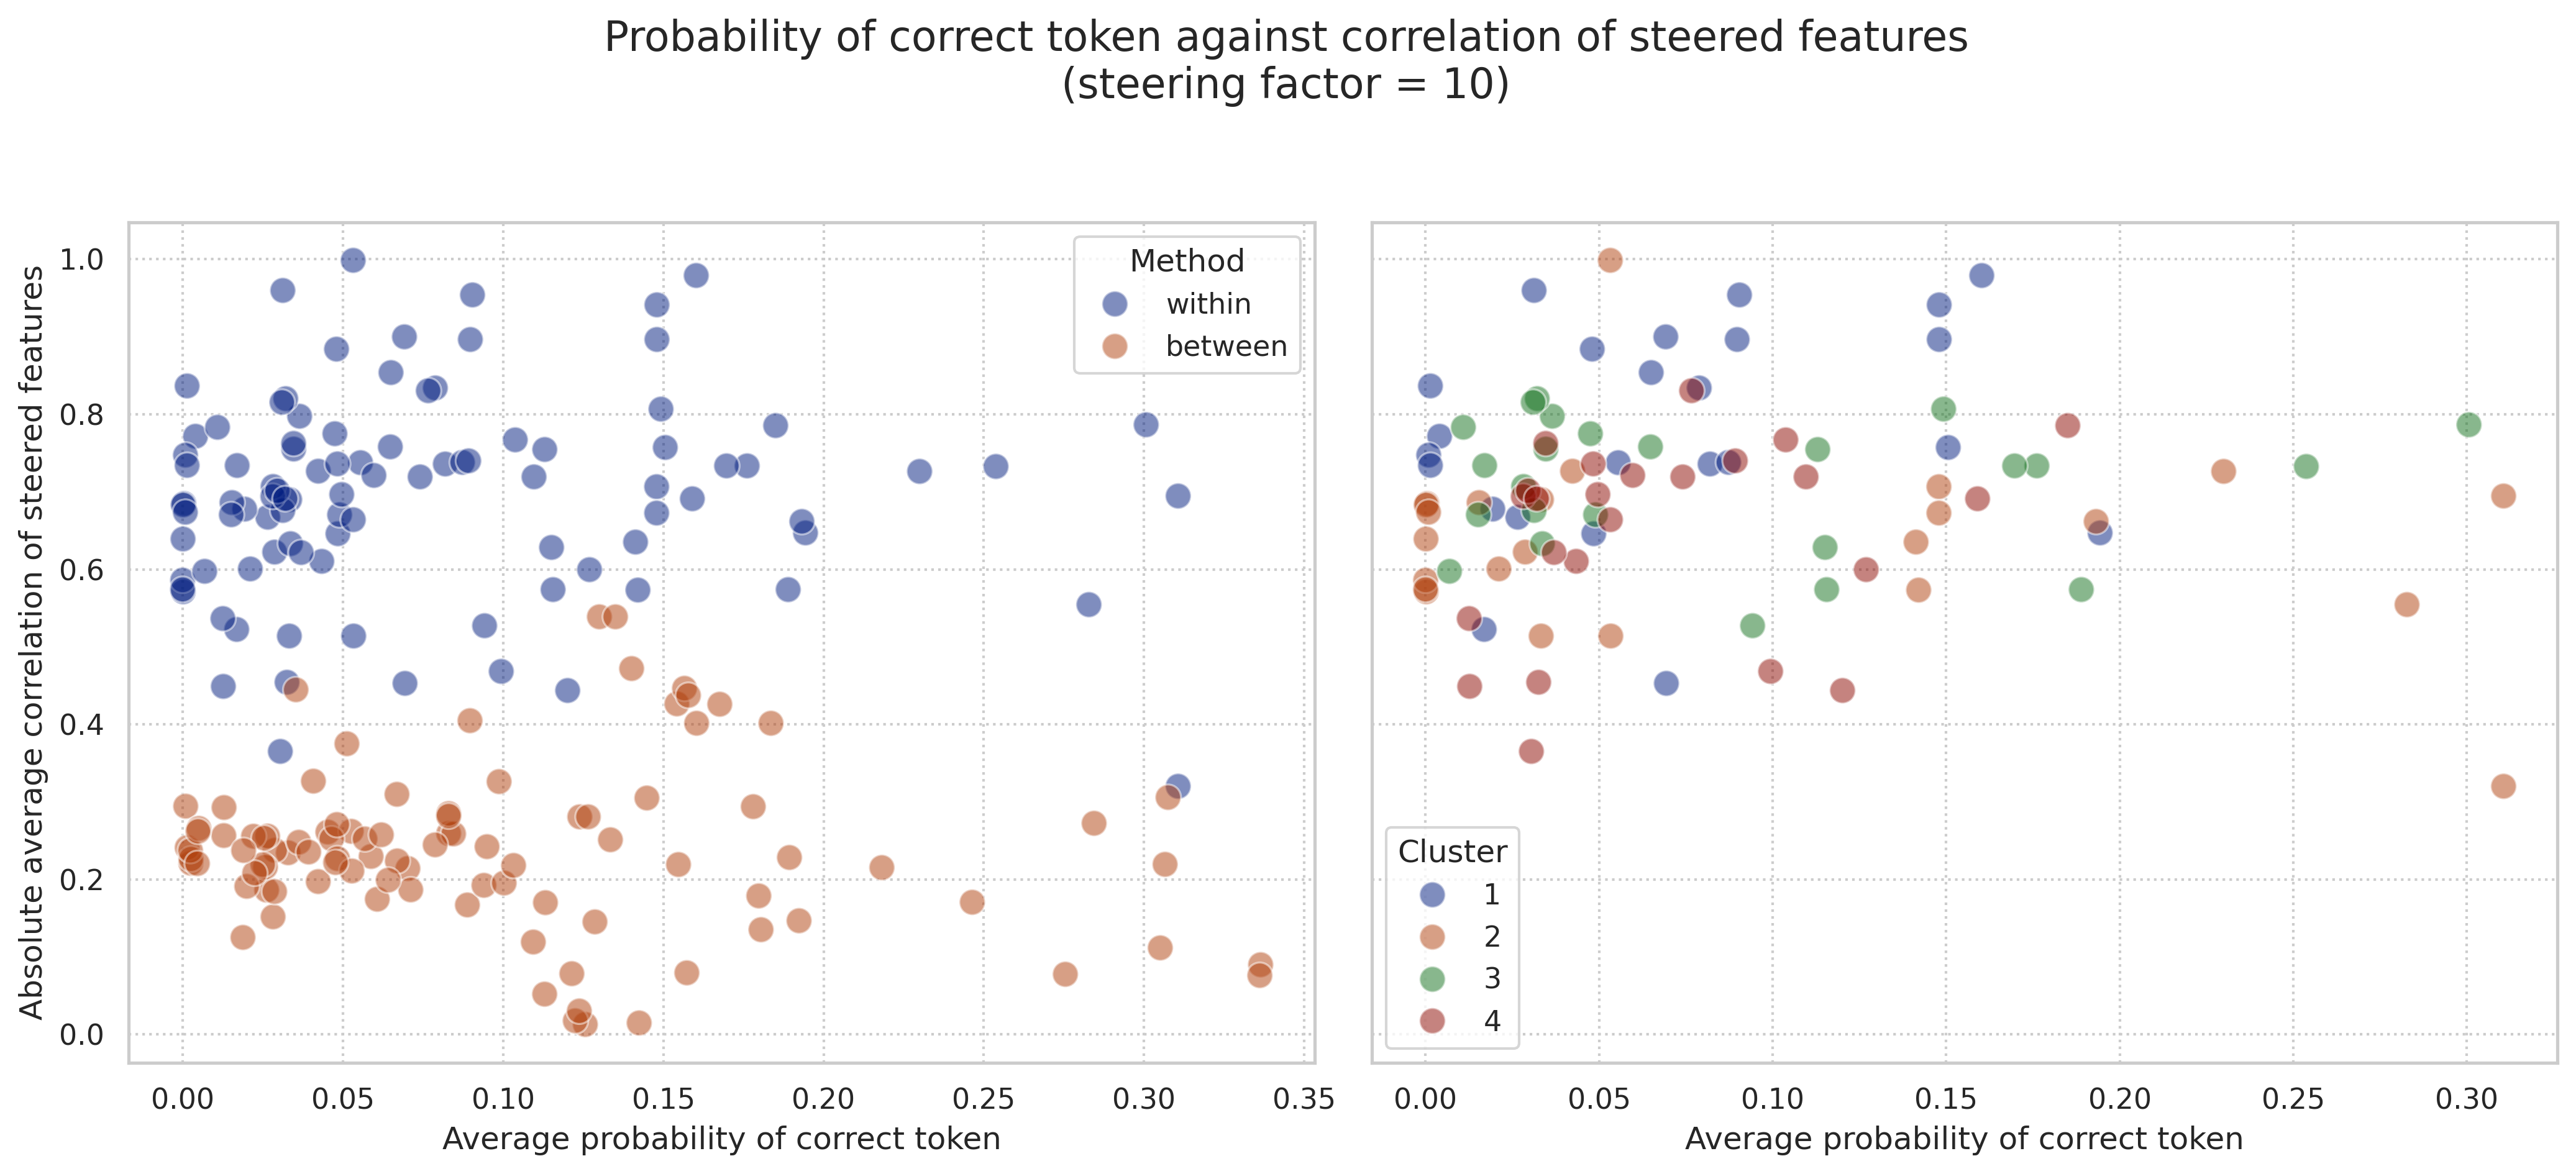 Probability of correct token against correlation of steered features
(steering factor = 10)
Absolute average correlation of steered features
1.0
0.8
0.6
0.4
0.2
0.0
Method
within
between
0.00 0.05 0.10 0.15 0.20 0.25 0.30 0.35
Average probability of correct token
Cluster
1
2
3
4
0.00 0.05 0.10 0.15 0.20 0.25 0.30
Average probability of correct token